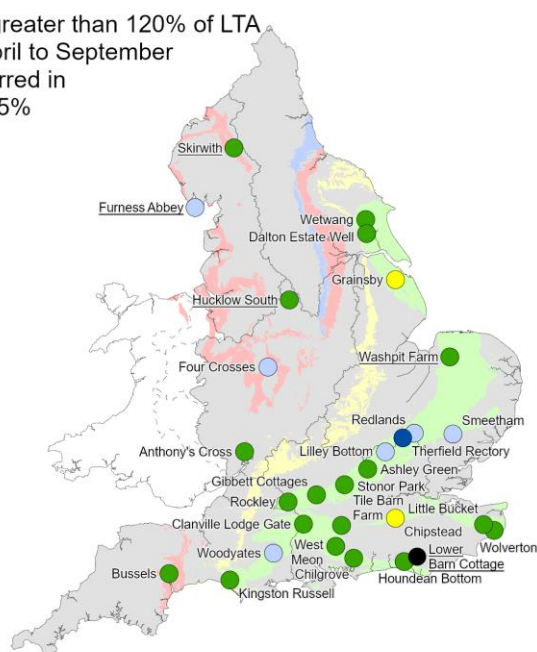 greater than 120% of LTA
ril to September
rred in
5%
Skirwith
Furness Abbey
Wetwang
Dalton Estate Well
Grainsby
Hucklow South
Washpit Farm
Four Crosses
Redlands
Smeetham
Anthony's Cross
Lilley Bottom
Therfield Rectory
Ashley Green
Gibbett Cottages
Stonor Park
Rockley
Tile Barn
Farm
Little Bucket
Clanville Lodge Gate
Chipstead
Wolverton
Woodyates
West
Meon
Lower
Barn Cottage
Bussels
Chilgrove
Houndean Bottom
Kingston Russell